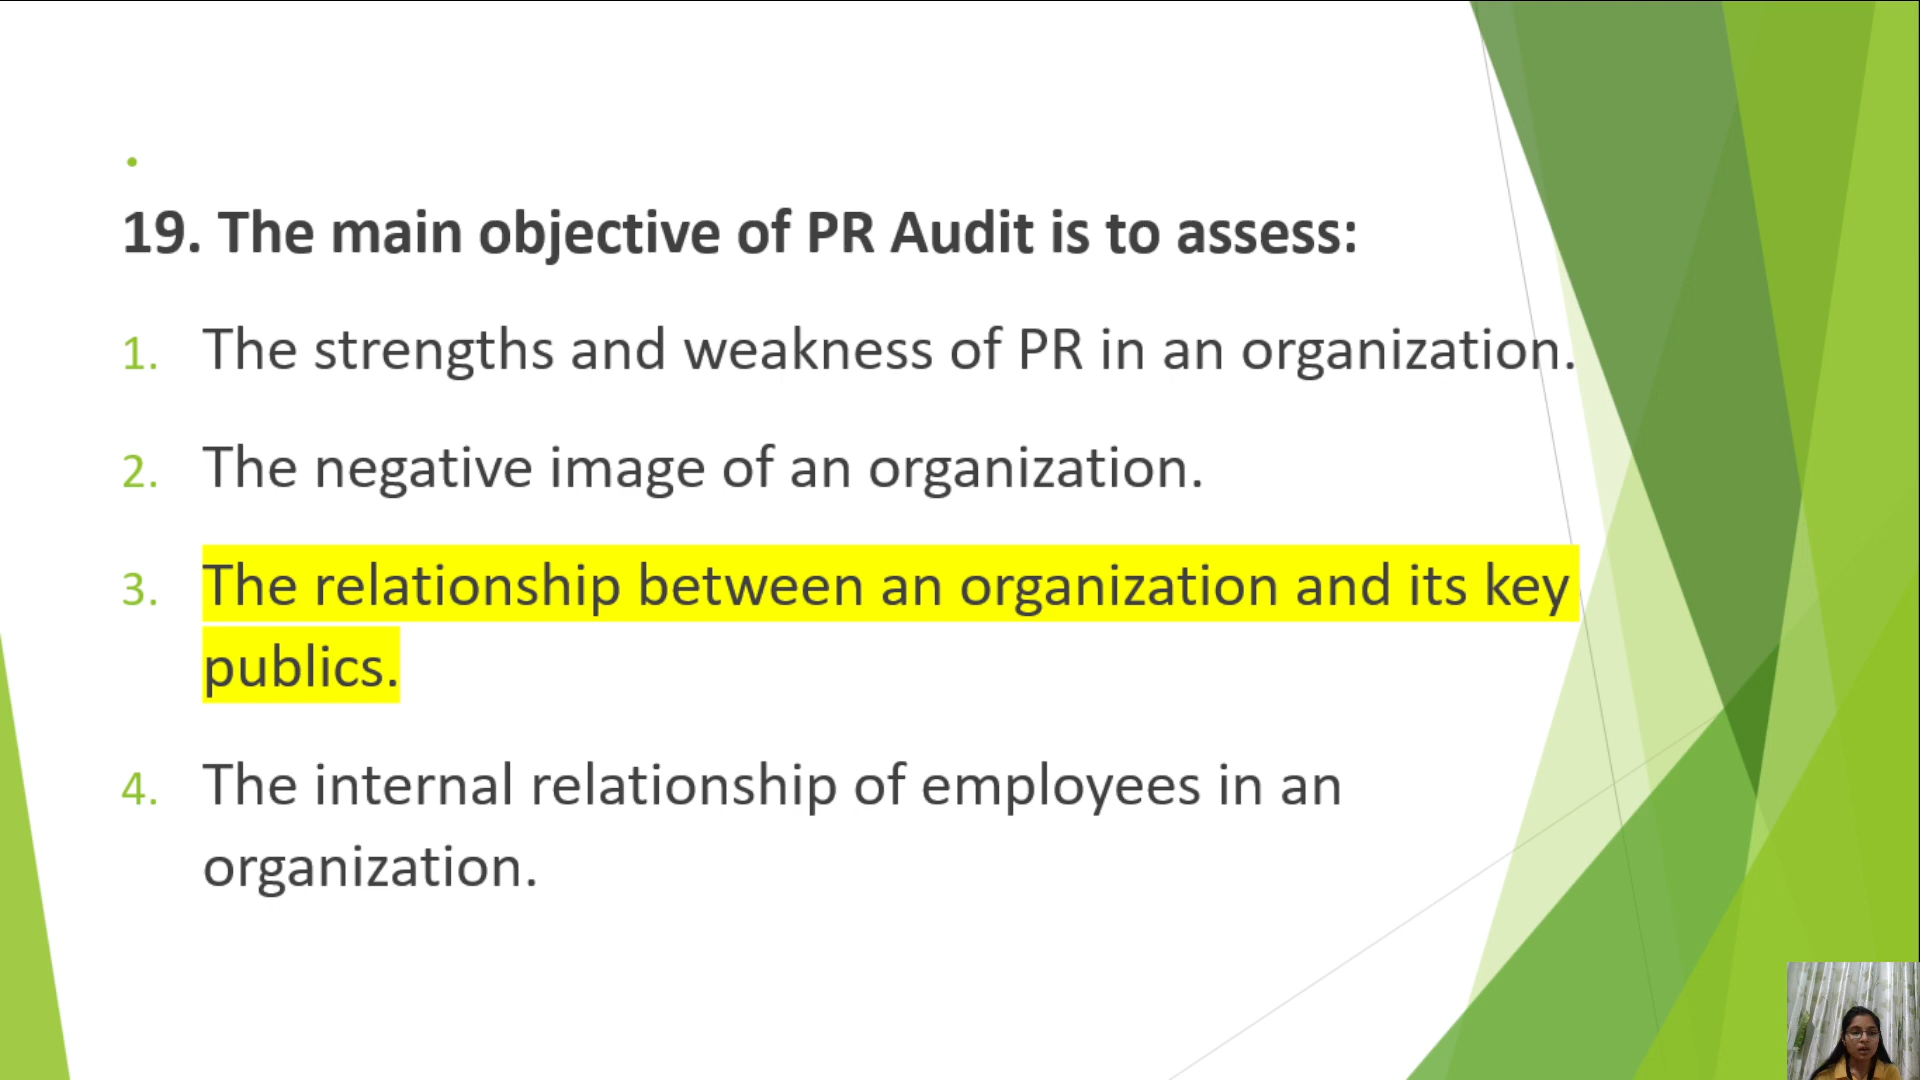 19. The main objective of PR Audit is to assess:
1. The strengths and weakness of PR in an organization.
2. The negative image of an organization.
3. The relationship between an organization and its key
publics.
4. The internal relationship of employees in an
organization.